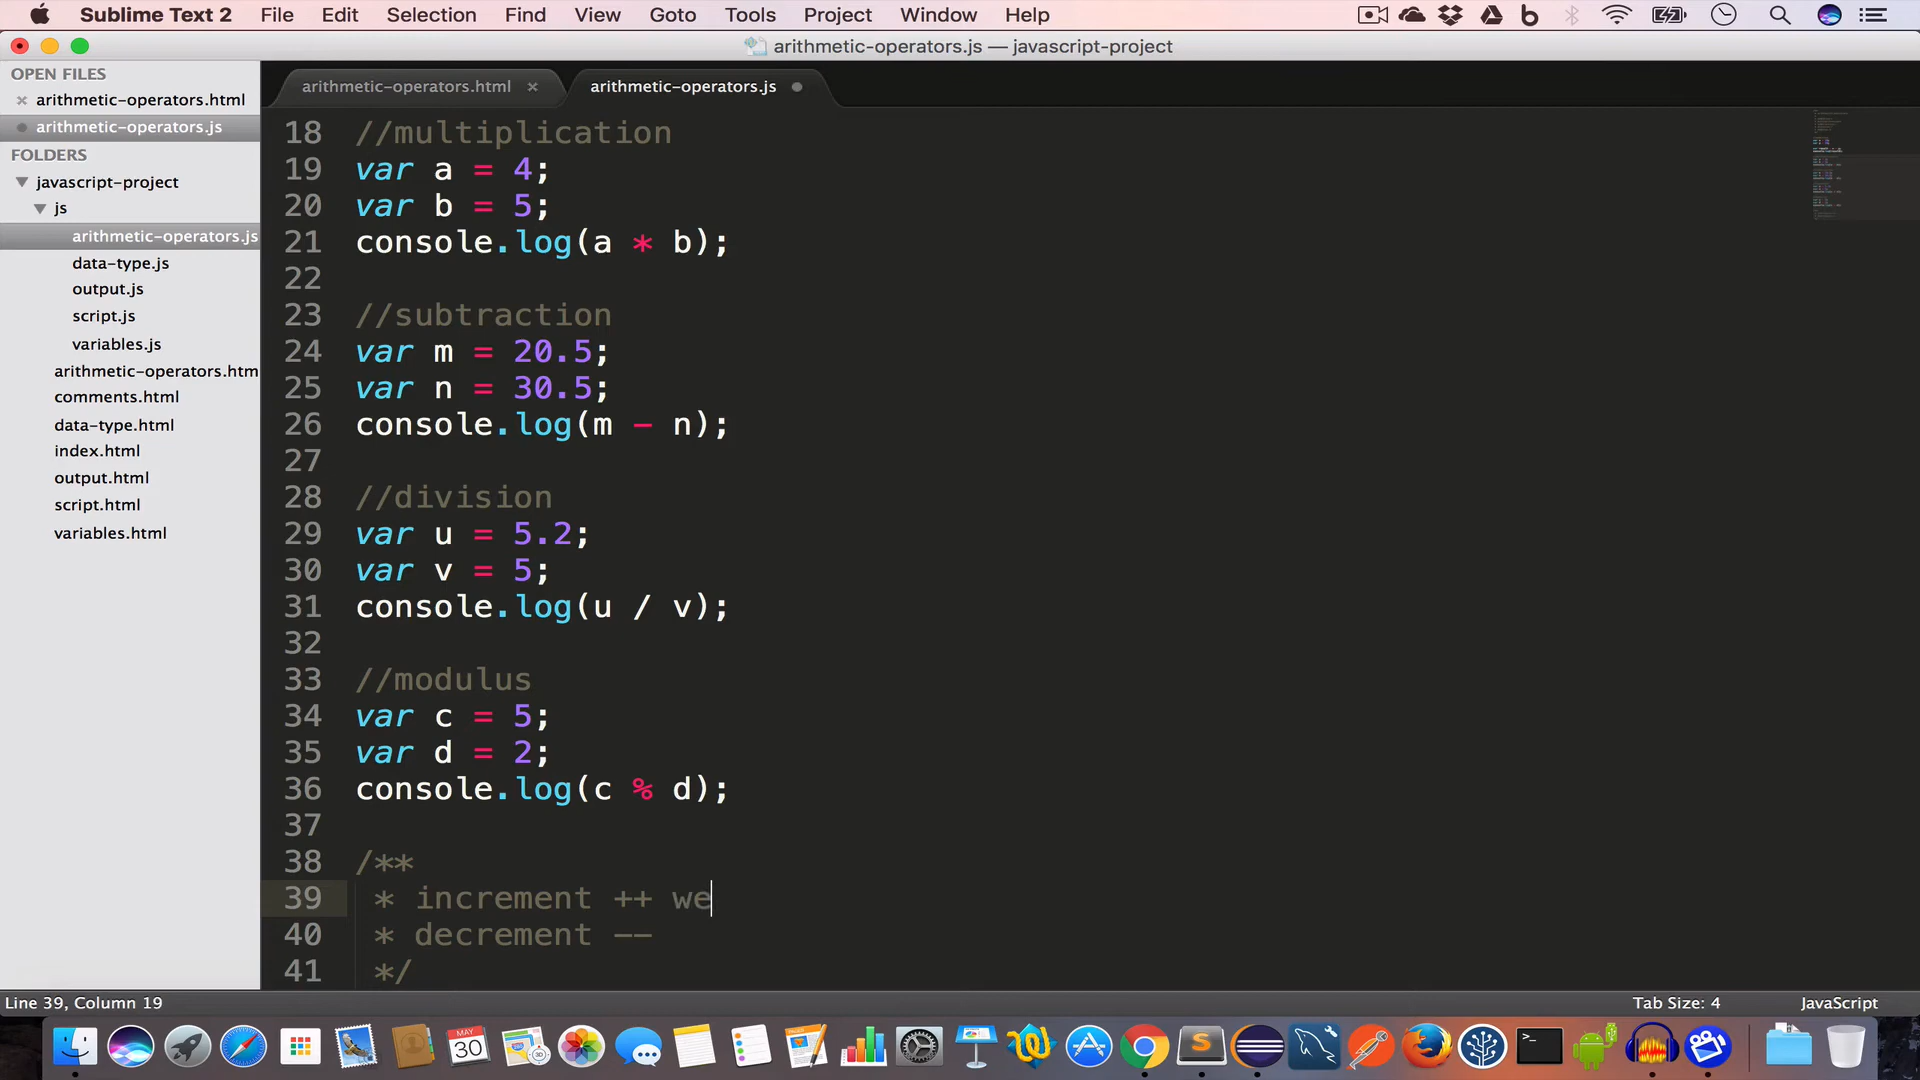 Sublime Text 2 File Edit Selection Find View Goto Tools Project Window Help
arithmetic-operators.js — javascript-project
OPEN FILES
arithmetic-operators.html
arithmetic-operators.js
FOLDERS
javascript-project
js
arithmetic-operators.js
data-type.js
output.js
script.js
variables.js
arithmetic-operators.htm
comments.html
data-type.html
index.html
output.html
script.html
variables.html
arithmetic-operators.html × arithmetic-operators.js
18 //multiplication
19 var a = 4;
20 var b = 5;
21 console.log(a * b);
22
23 //subtraction
24 var m = 20.5;
25 var n = 30.5;
26 console.log(m - n);
27
28 //division
29 var u = 5.2;
30 var v = 5;
31 console.log(u / v);
32
33 //modulus
34 var c = 5;
35 var d = 2;
36 console.log(c % d);
37
38 /**
39 * increment ++ we
40 * decrement --
41 */
Line 39, Column 19 Tab Size: 4 JavaScript
MAY
30